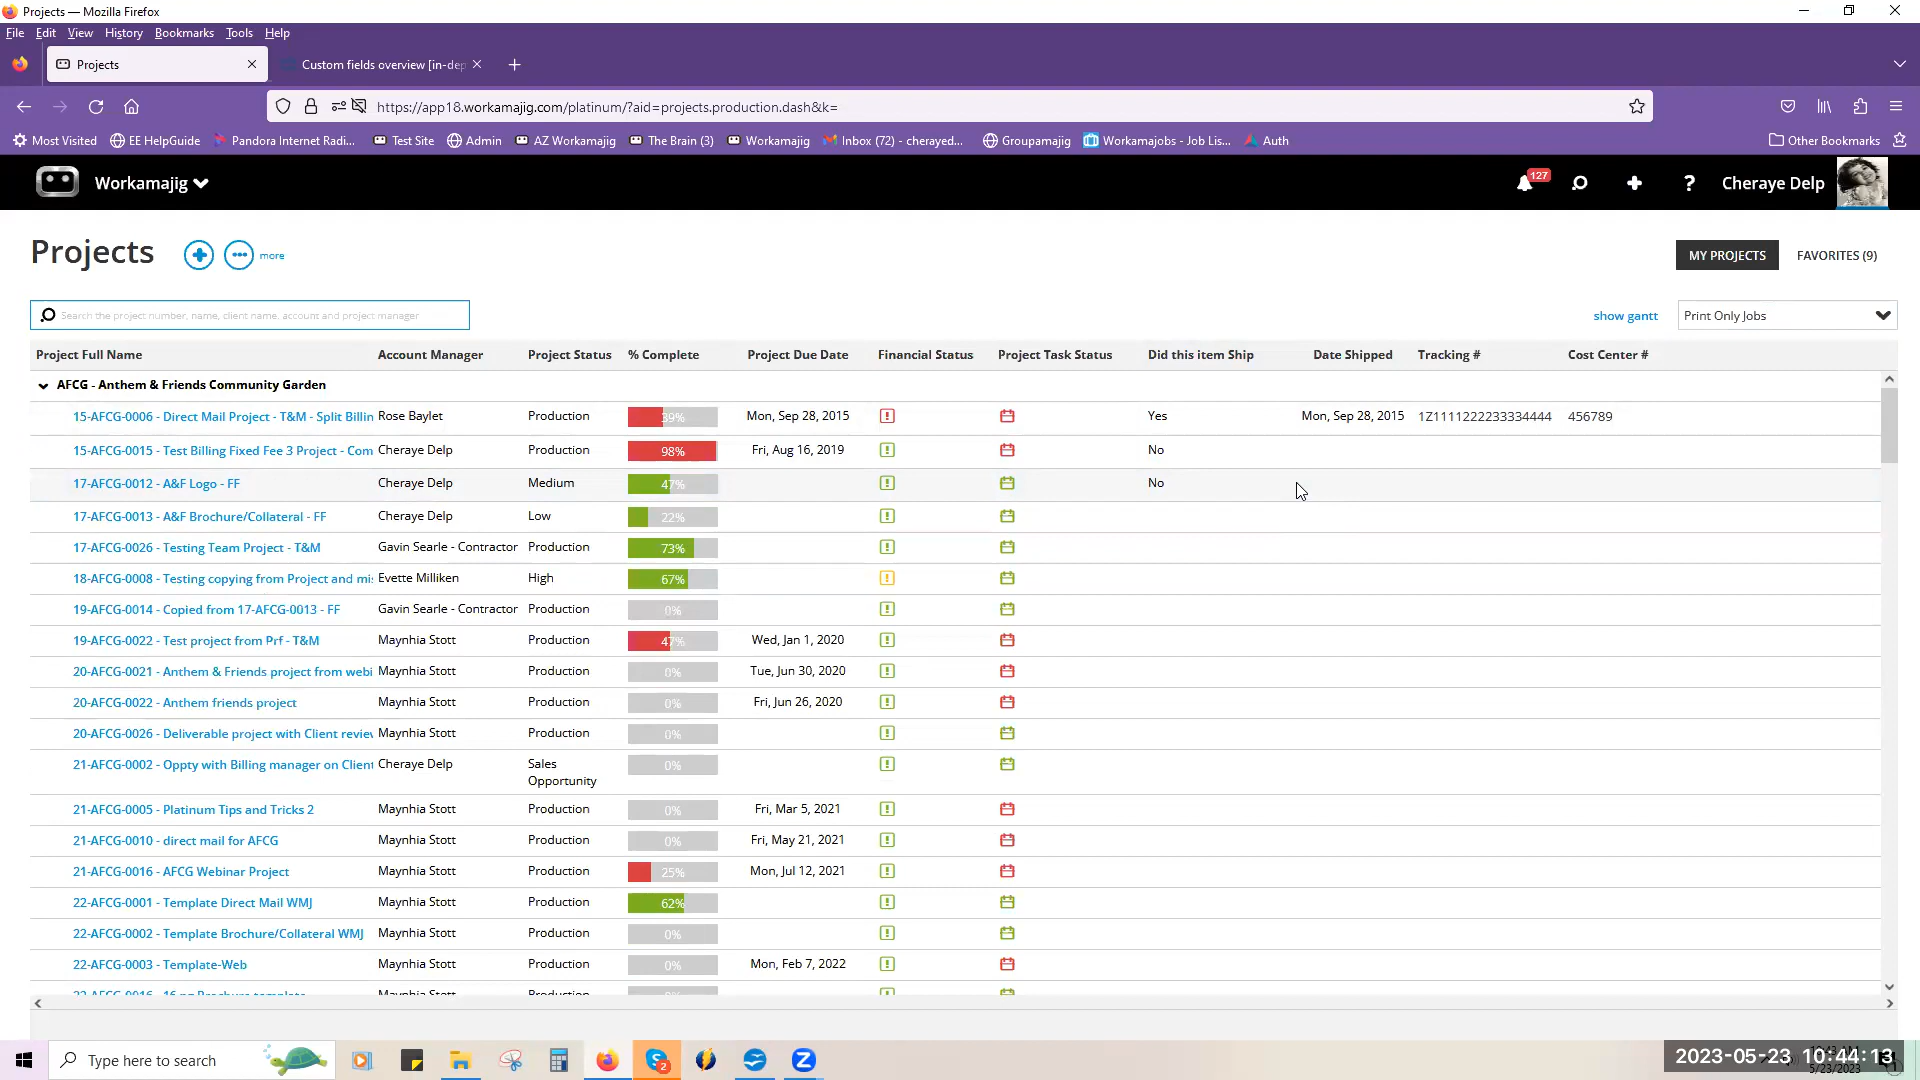 Projects — Mozilla Firefox
File Edit View History Bookmarks Tools Help
Projects
Custom fields overview [in-dep
https://app18.workamajig.com/platinum/?aid=projects.production.dash&k=
Most Visited EE HelpGuide Pandora Internet Radi... Test Site Admin AZ Workamajig The Brain (3) Workamajig Inbox (72) - cherayed... Groupamajig Workamajobs - Job Lis... Auth Other Bookmarks
Workamajig 127 Cheraye Delp
Projects more MY PROJECTS FAVORITES (9)
Search the project number, name, client name, account and project manager show gantt Print Only Jobs
Project Full Name Account Manager Project Status % Complete Project Due Date Financial Status Project Task Status Did this item Ship Date Shipped Tracking # Cost Center #
AFCG - Anthem & Friends Community Garden
15-AFCG-0006 - Direct Mail Project - T&M - Split Billin Rose Baylet Production 39% Mon, Sep 28, 2015 Yes Mon, Sep 28, 2015 1Z1111222233334444 456789
15-AFCG-0015 - Test Billing Fixed Fee 3 Project - Com Cheraye Delp Production 98% Fri, Aug 16, 2019 No
17-AFCG-0012 - A&F Logo - FF Cheraye Delp Medium 47% No
17-AFCG-0013 - A&F Brochure/Collateral - FF Cheraye Delp Low 22%
17-AFCG-0026 - Testing Team Project - T&M Gavin Searle - Contractor Production 73%
18-AFCG-0008 - Testing copying from Project and mi Evette Milliken High 67%
19-AFCG-0014 - Copied from 17-AFCG-0013 - FF Gavin Searle - Contractor Production 0%
19-AFCG-0022 - Test project from Prf - T&M Maynhia Stott Production 47% Wed, Jan 1, 2020
20-AFCG-0021 - Anthem & Friends project from webi Maynhia Stott Production 0% Tue, Jun 30, 2020
20-AFCG-0022 - Anthem friends project Maynhia Stott Production 0% Fri, Jun 26, 2020
20-AFCG-0026 - Deliverable project with Client review Maynhia Stott Production 0%
21-AFCG-0002 - Oppty with Billing manager on Client Cheraye Delp Sales Opportunity 0%
21-AFCG-0005 - Platinum Tips and Tricks 2 Maynhia Stott Production 0% Fri, Mar 5, 2021
21-AFCG-0010 - direct mail for AFCG Maynhia Stott Production 0% Fri, May 21, 2021
21-AFCG-0016 - AFCG Webinar Project Maynhia Stott Production 25% Mon, Jul 12, 2021
22-AFCG-0001 - Template Direct Mail WMJ Maynhia Stott Production 62%
22-AFCG-0002 - Template Brochure/Collateral WMJ Maynhia Stott Production 0%
22-AFCG-0003 - Template-Web Maynhia Stott Production 0% Mon, Feb 7, 2022
22-AFCG-0016 - 16 pg Brochure template Maynhia Stott Production
Type here to search 2 2023-05-23 10:44:13
5/23/2023